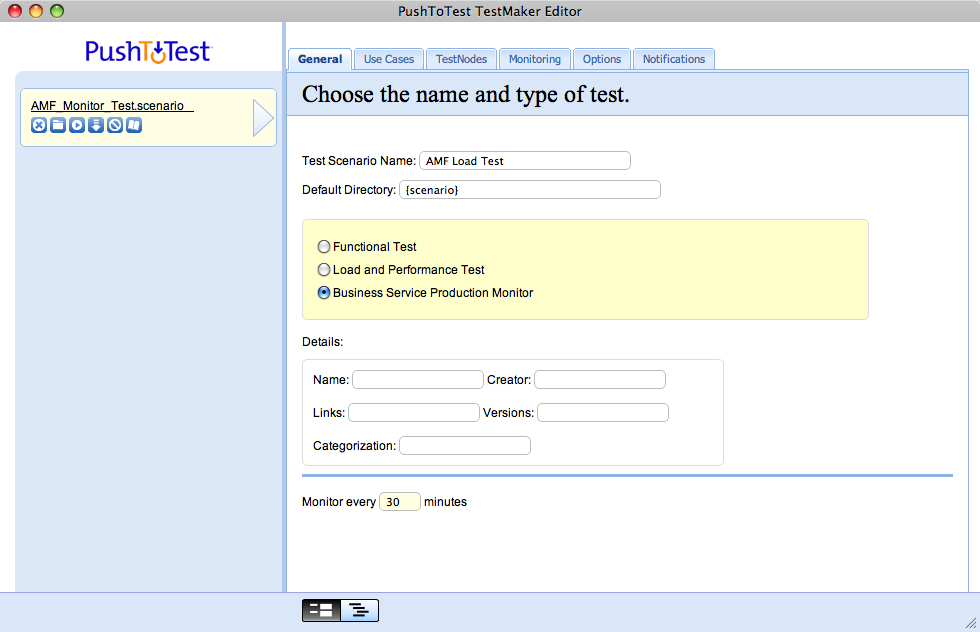 PushToTest TestMaker Editor
PushToTest
AMF_Monitor_Test.scenario
General Use Cases TestNodes Monitoring Options Notifications
Choose the name and type of test.
Test Scenario Name: AMF Load Test
Default Directory: {scenario}
Functional Test
Load and Performance Test
Business Service Production Monitor
Details:
Name: Creator:
Links: Versions:
Categorization:
Monitor every 30 minutes